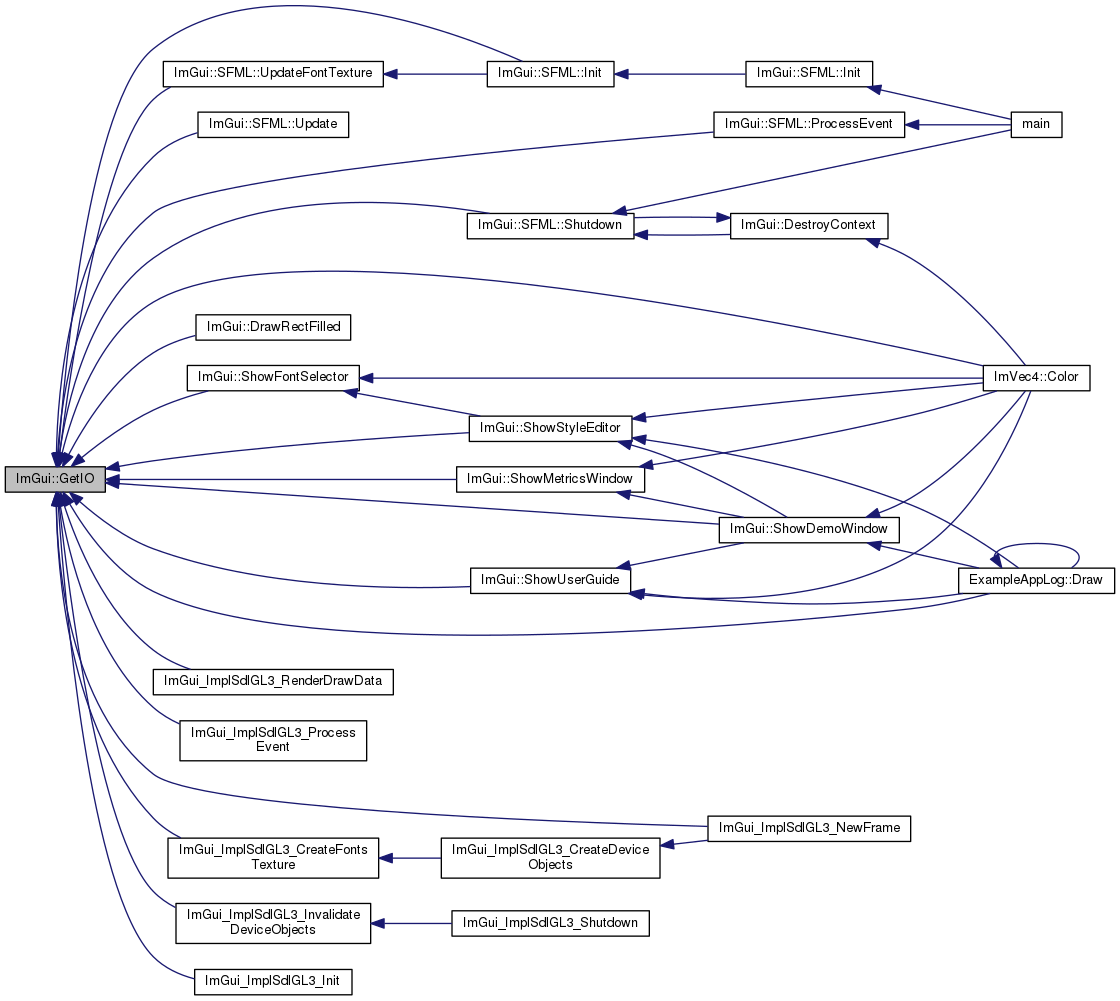 ImGui::SFML::UpdateFontTexture
ImGui::SFML::Init
ImGui::SFML::Init
ImGui::SFML::Update
ImGui::SFML::ProcessEvent
main
ImGui::SFML::Shutdown
ImGui::DestroyContext
ImGui::DrawRectFilled
ImGui::ShowFontSelector
ImVec4::Color
ImGui::ShowStyleEditor
ImGui::GetIO
ImGui::ShowMetricsWindow
ImGui::ShowDemoWindow
ImGui::ShowUserGuide
ExampleAppLog::Draw
ImGui_ImplSdlGL3_RenderDrawData
ImGui_ImplSdlGL3_Process
Event
ImGui_ImplSdlGL3_NewFrame
ImGui_ImplSdlGL3_CreateFonts
Texture
ImGui_ImplSdlGL3_CreateDevice
Objects
ImGui_ImplSdlGL3_Invalidate
DeviceObjects
ImGui_ImplSdlGL3_Shutdown
ImGui_ImplSdlGL3_Init